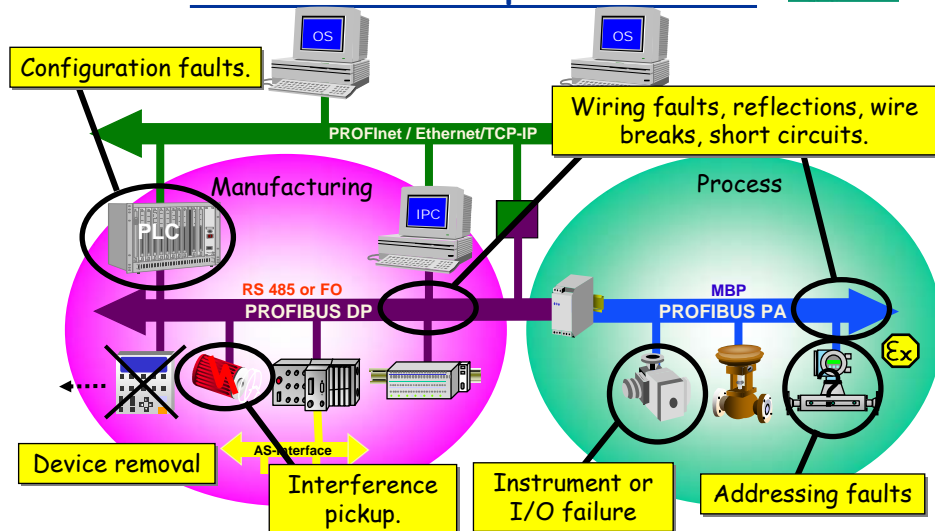 OS
OS
Configuration faults.
Wiring faults, reflections, wire
breaks, short circuits.
PROFInet / Ethernet/TCP-IP
Manufacturing
Process
PLC
IPC
RS 485 or FO
MBP
PROFIBUS DP
PROFIBUS PA
Ex
AS-Interface
Device removal
Interference
pickup.
Instrument or
I/O failure
Addressing faults